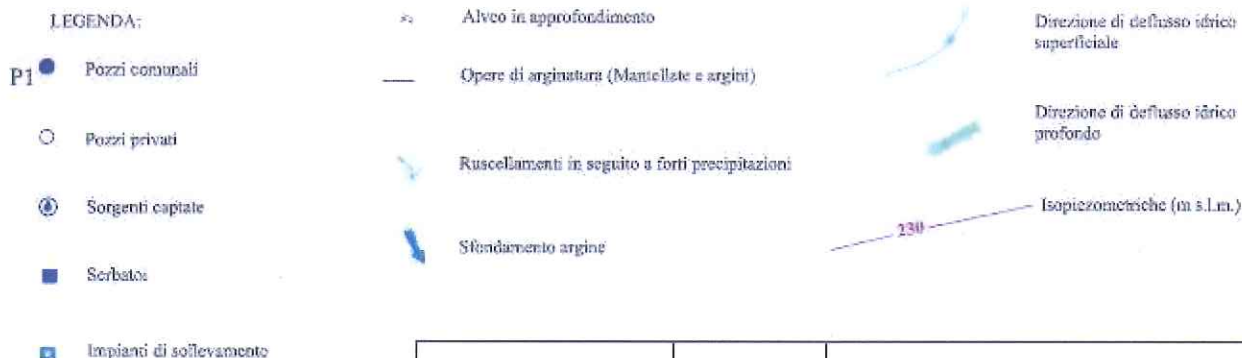 LEGENDA:
P1
Pozzi comunali
Pozzi privati
Sorgenti captate
Serbatoi
Impianti di sollevamento
Alveo in approfondimento
Opere di arginatura (Mantellate e argini)
Ruscellamenti in seguito a forti precipitazioni
Sfondamento argine
Direzione di deflusso idrico
superficiale
Direzione di deflusso idrico
profondo
230
Isopiezometriche (m s.l.m.)